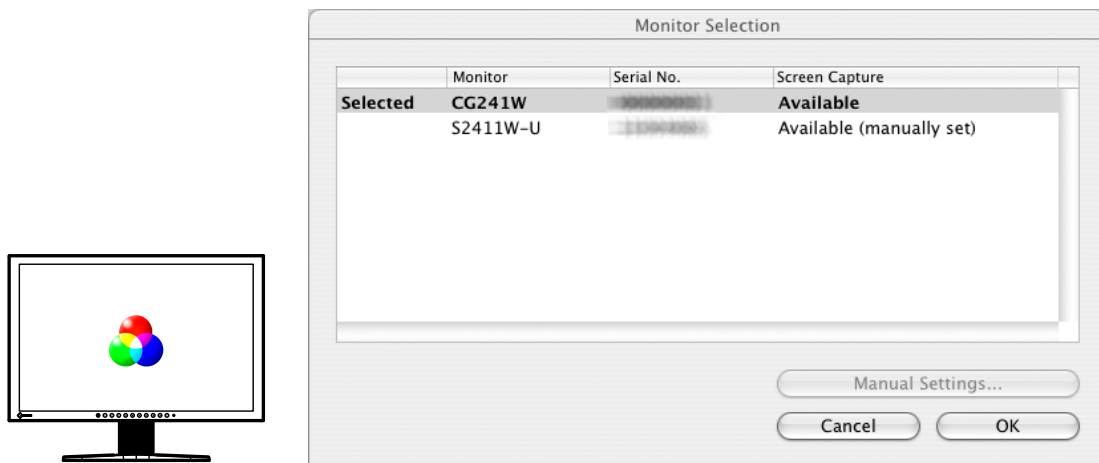 Monitor Selection
Monitor Serial No. Screen Capture
Selected CG241W Available
S2411W-U Available (manually set)
Manual Settings...
Cancel OK